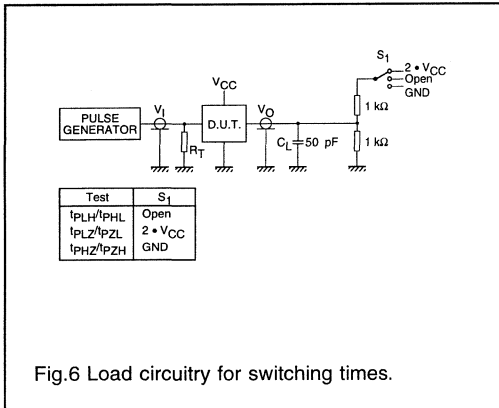 S1
2 • VCC
Open
GND
VCC
VI
VO
1 kΩ
PULSE
GENERATOR
D.U.T.
RT
CL
50 pF
1 kΩ
Test S1
tPLH/tPHL Open
tPLZ/tPZL 2 • VCC
tPHZ/tPZH GND
Fig.6 Load circuitry for switching times.